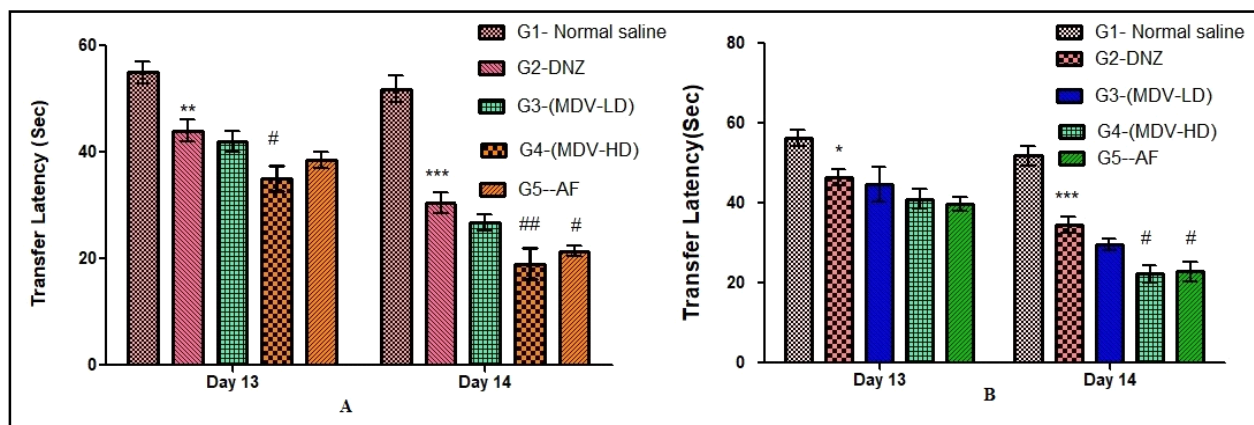 60
40
20
0
Transfer Latency (Sec)
**
#
***
##
#
Day 13
Day 14
A
G1- Normal saline
G2-DNZ
G3-(MDV-LD)
G4-(MDV-HD)
G5--AF
80
60
40
20
0
Transfer Latency(Sec)
*
***
#
#
Day 13
Day 14
B
G1- Normal saline
G2-DNZ
G3-(MDV-LD)
G4-(MDV-HD)
G5--AF